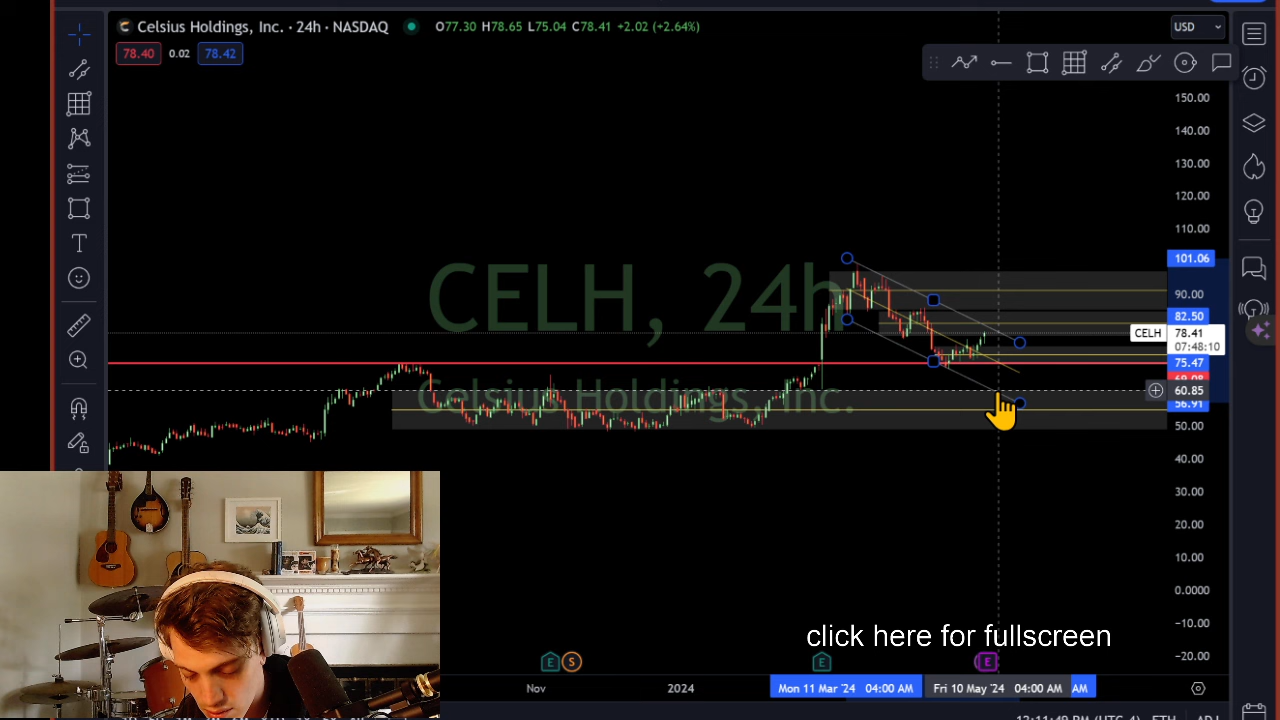 Celsius Holdings, Inc. · 24h · NASDAQ O77.30 H78.65 L75.04 C78.41 +2.02 (+2.64%)
USD
78.40 0.02 78.42
150.00
140.00
130.00
120.00
110.00
101.06
90.00
82.50
CELH 78.41
07:48:10
75.47
60.85
56.91
50.00
40.00
30.00
20.00
10.00
0.0000
−10.00
−20.00
CELH, 24h
Celsius Holdings, Inc.
click here for fullscreen
E S E E
Nov 2024 Mon 11 Mar '24 04:00 AM Fri 10 May '24 04:00 AM AM